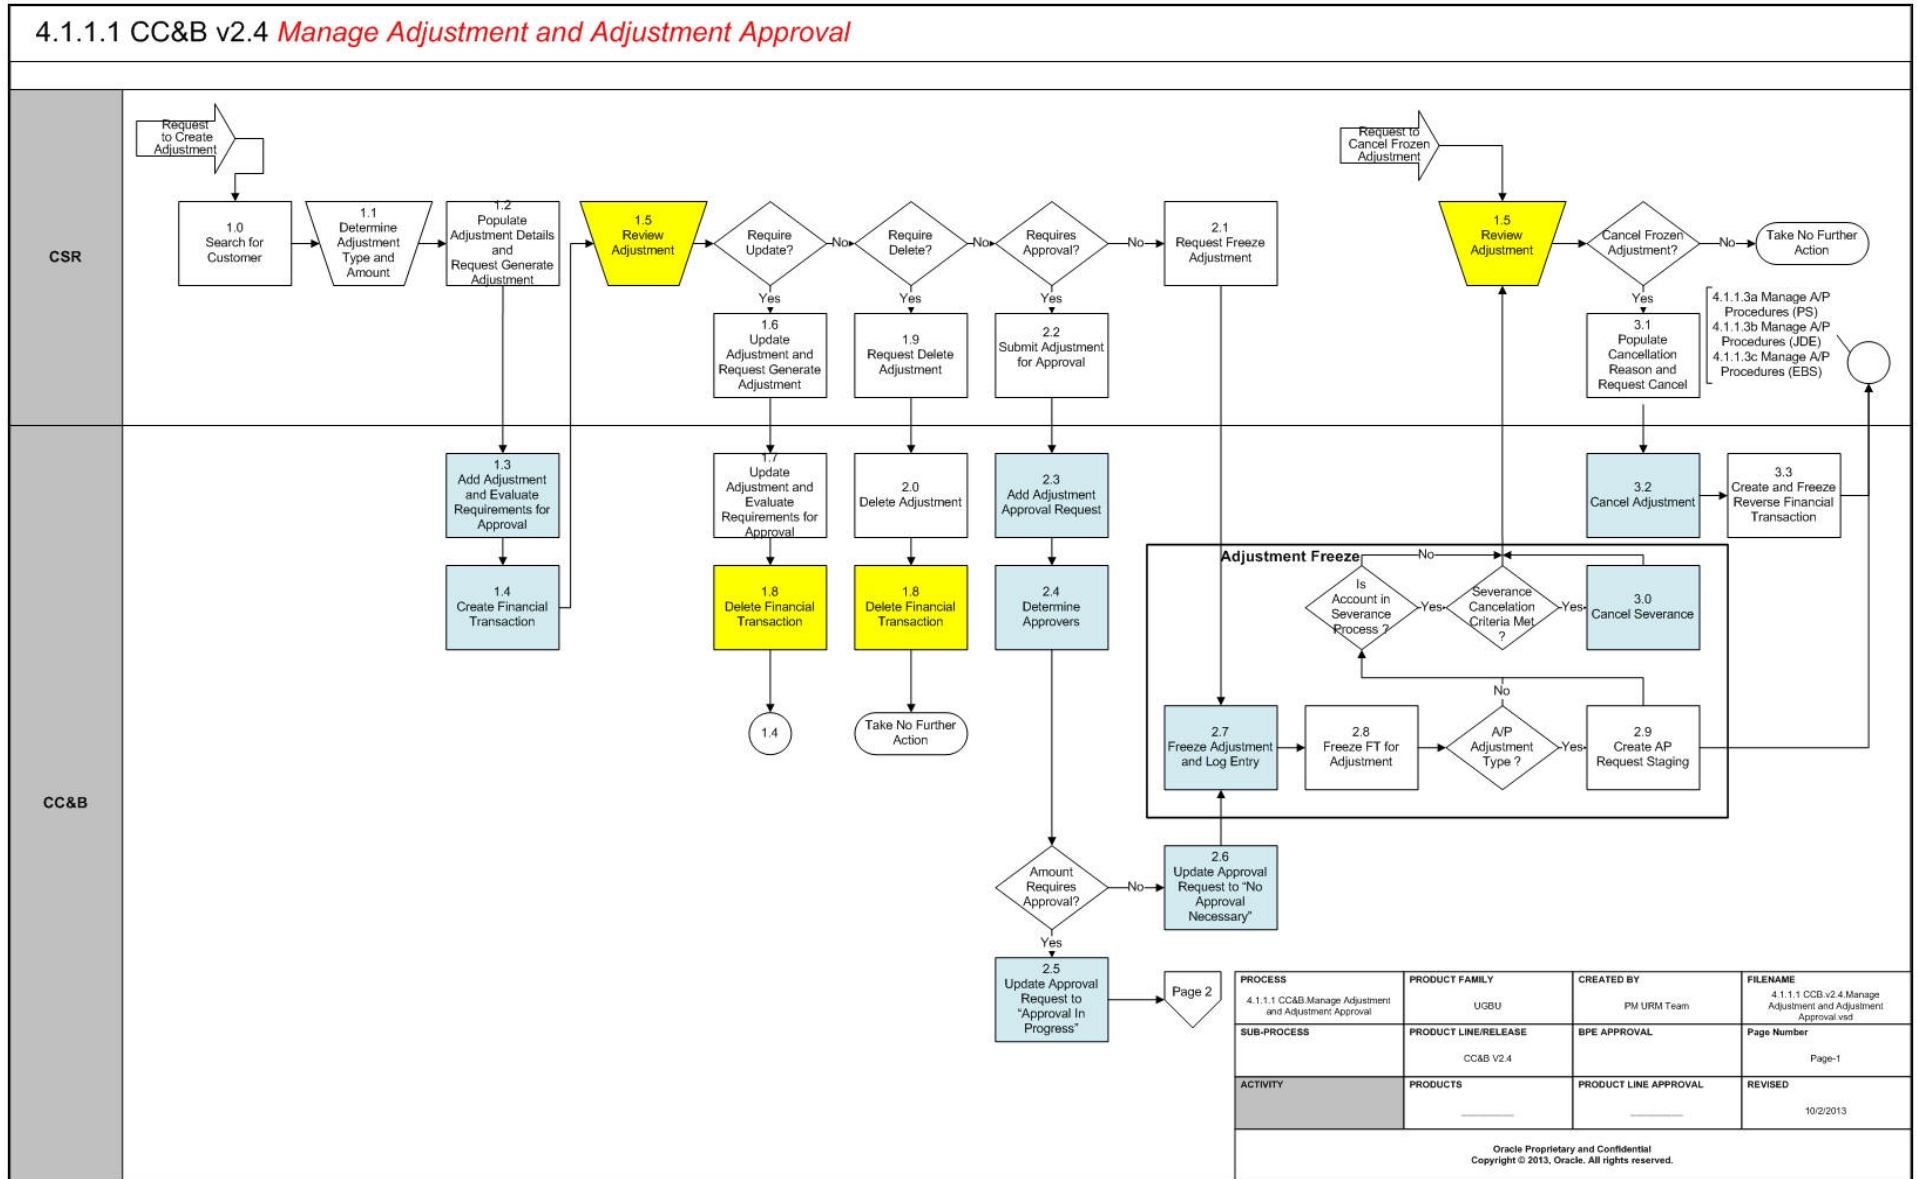 4.1.1.1 CC&B v2.4 Manage Adjustment and Adjustment Approval
CSR
Request
to Create
Adjustment
1.0
Search for
Customer
1.1
Determine
Adjustment
Type and
Amount
1.2
Populate
Adjustment Details
and
Request Generate
Adjustment
1.5
Review
Adjustment
Require
Update?
No
Require
Delete?
No
Requires
Approval?
No
2.1
Request Freeze
Adjustment
Yes
Yes
Yes
1.6
Update
Adjustment and
Request Generate
Adjustment
1.9
Request Delete
Adjustment
2.2
Submit Adjustment
for Approval
Request to
Cancel Frozen
Adjustment
1.5
Review
Adjustment
Cancel Frozen
Adjustment?
No
Take No Further
Action
Yes
3.1
Populate
Cancellation
Reason and
Request Cancel
4.1.1.3a Manage A/P
Procedures (PS)
4.1.1.3b Manage A/P
Procedures (JDE)
4.1.1.3c Manage A/P
Procedures (EBS)
CC&B
1.3
Add Adjustment
and Evaluate
Requirements for
Approval
1.4
Create Financial
Transaction
1.7
Update
Adjustment and
Evaluate
Requirements for
Approval
1.8
Delete Financial
Transaction
1.4
2.0
Delete Adjustment
1.8
Delete Financial
Transaction
Take No Further
Action
2.3
Add Adjustment
Approval Request
2.4
Determine
Approvers
Amount
Requires
Approval?
No
Yes
2.5
Update Approval
Request to
“Approval In
Progress”
Page 2
2.6
Update Approval
Request to “No
Approval
Necessary”
3.2
Cancel Adjustment
3.3
Create and Freeze
Reverse Financial
Transaction
Adjustment Freeze
No
Is
Account in
Severance
Process ?
Yes
Severance
Cancelation
Criteria Met
?
Yes
3.0
Cancel Severance
No
2.7
Freeze Adjustment
and Log Entry
2.8
Freeze FT for
Adjustment
A/P
Adjustment
Type ?
Yes
2.9
Create AP
Request Staging
PROCESS
4.1.1.1 CC&B.Manage Adjustment
and Adjustment Approval
PRODUCT FAMILY
UGBU
CREATED BY
PM URM Team
FILENAME
4.1.1.1 CCB.v2.4.Manage
Adjustment and Adjustment
Approval.vsd
SUB-PROCESS
PRODUCT LINE/RELEASE
CC&B V2.4
BPE APPROVAL
Page Number
Page-1
ACTIVITY
PRODUCTS
PRODUCT LINE APPROVAL
REVISED
10/2/2013
Oracle Proprietary and Confidential
Copyright © 2013, Oracle. All rights reserved.